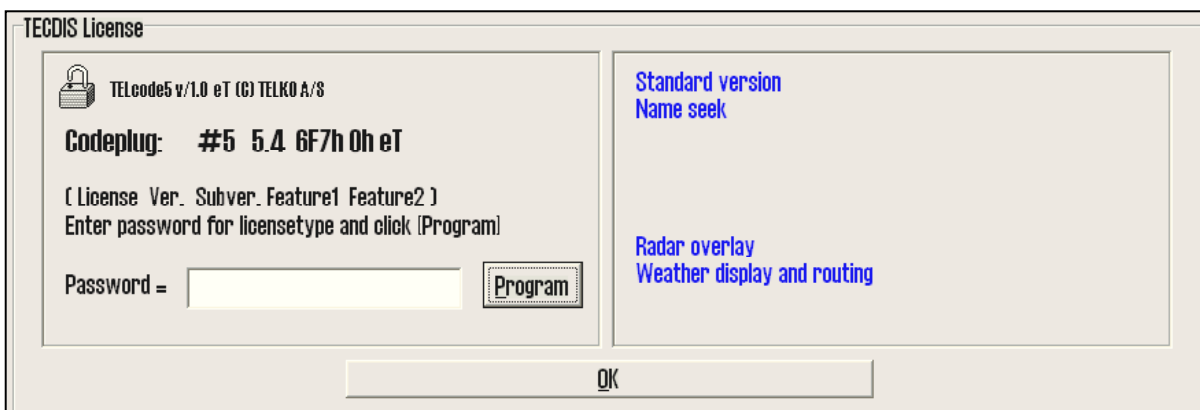 TECDIS License
TELcode5 v/1.0 eT (C) TELKO A/S
Codeplug: #5 5.4 6F7h 0h eT
( License Ver. Subver. Feature1 Feature2 )
Enter password for licensetype and click [Program]
Password =
Program
Standard version
Name seek
Radar overlay
Weather display and routing
OK